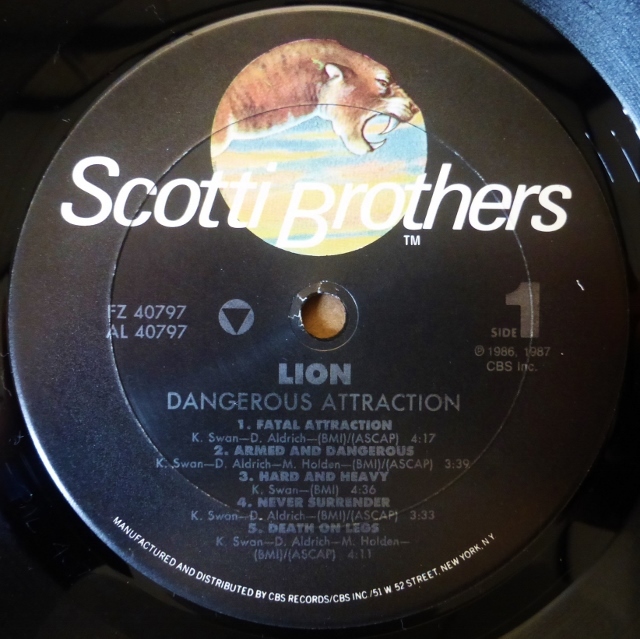 Scotti Brothers
TM
FZ 40797
AL 40797
SIDE 1
℗ 1986, 1987
CBS Inc.
LION
DANGEROUS ATTRACTION
1. FATAL ATTRACTION
K. Swan—D. Aldrich—(BMI)/(ASCAP) 4:17
2. ARMED AND DANGEROUS
K. Swan—D. Aldrich—M. Holden—(BMI)/(ASCAP) 3:39
3. HARD AND HEAVY
K. Swan—(BMI) 4:36
4. NEVER SURRENDER
K. Swan—D. Aldrich—(BMI)/(ASCAP) 3:33
5. DEATH ON LEGS
K. Swan—D. Aldrich—M. Holden—
(BMI)/(ASCAP) 4:11
MANUFACTURED AND DISTRIBUTED BY CBS RECORDS/CBS INC./51 W 52 STREET, NEW YORK, N.Y.